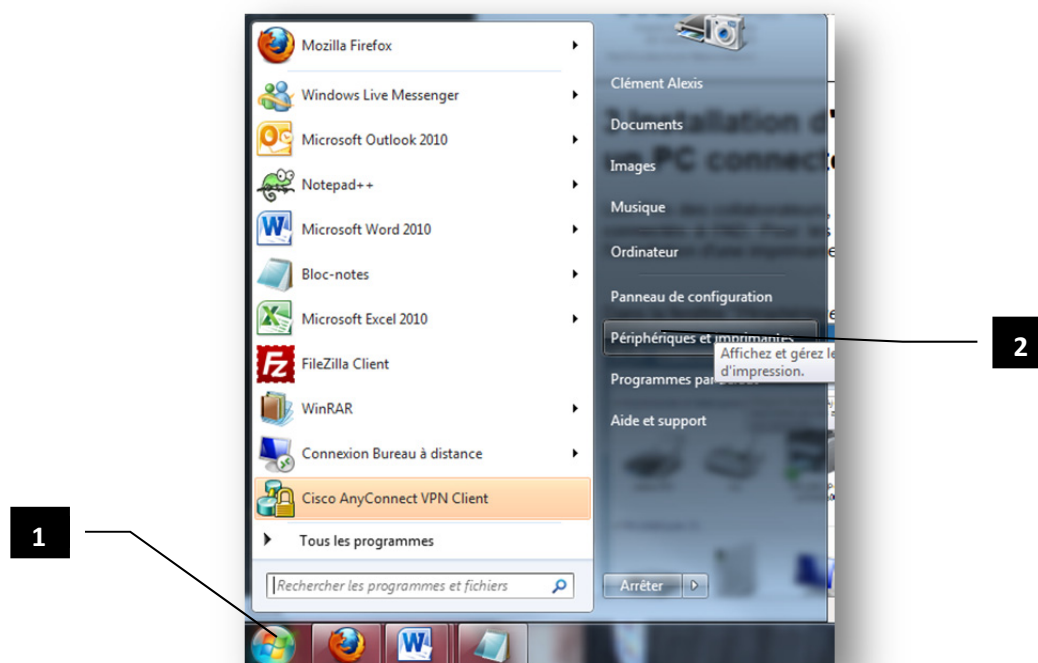 Mozilla Firefox
Windows Live Messenger
Microsoft Outlook 2010
Notepad++
Microsoft Word 2010
Bloc-notes
Microsoft Excel 2010
FileZilla Client
WinRAR
Connexion Bureau à distance
Cisco AnyConnect VPN Client
Tous les programmes
Rechercher les programmes et fichiers
Clément Alexis
Documents
Images
Musique
Ordinateur
Panneau de configuration
Périphériques et imprimantes
Affichez et gérez le
d'impression.
Programmes par
Aide et support
Arrêter
1
2